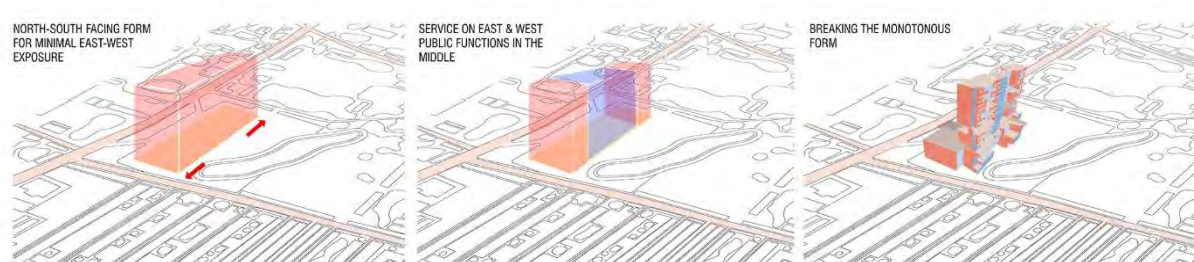 NORTH-SOUTH FACING FORM
FOR MINIMAL EAST-WEST
EXPOSURE
SERVICE ON EAST & WEST
PUBLIC FUNCTIONS IN THE
MIDDLE
BREAKING THE MONOTONOUS
FORM